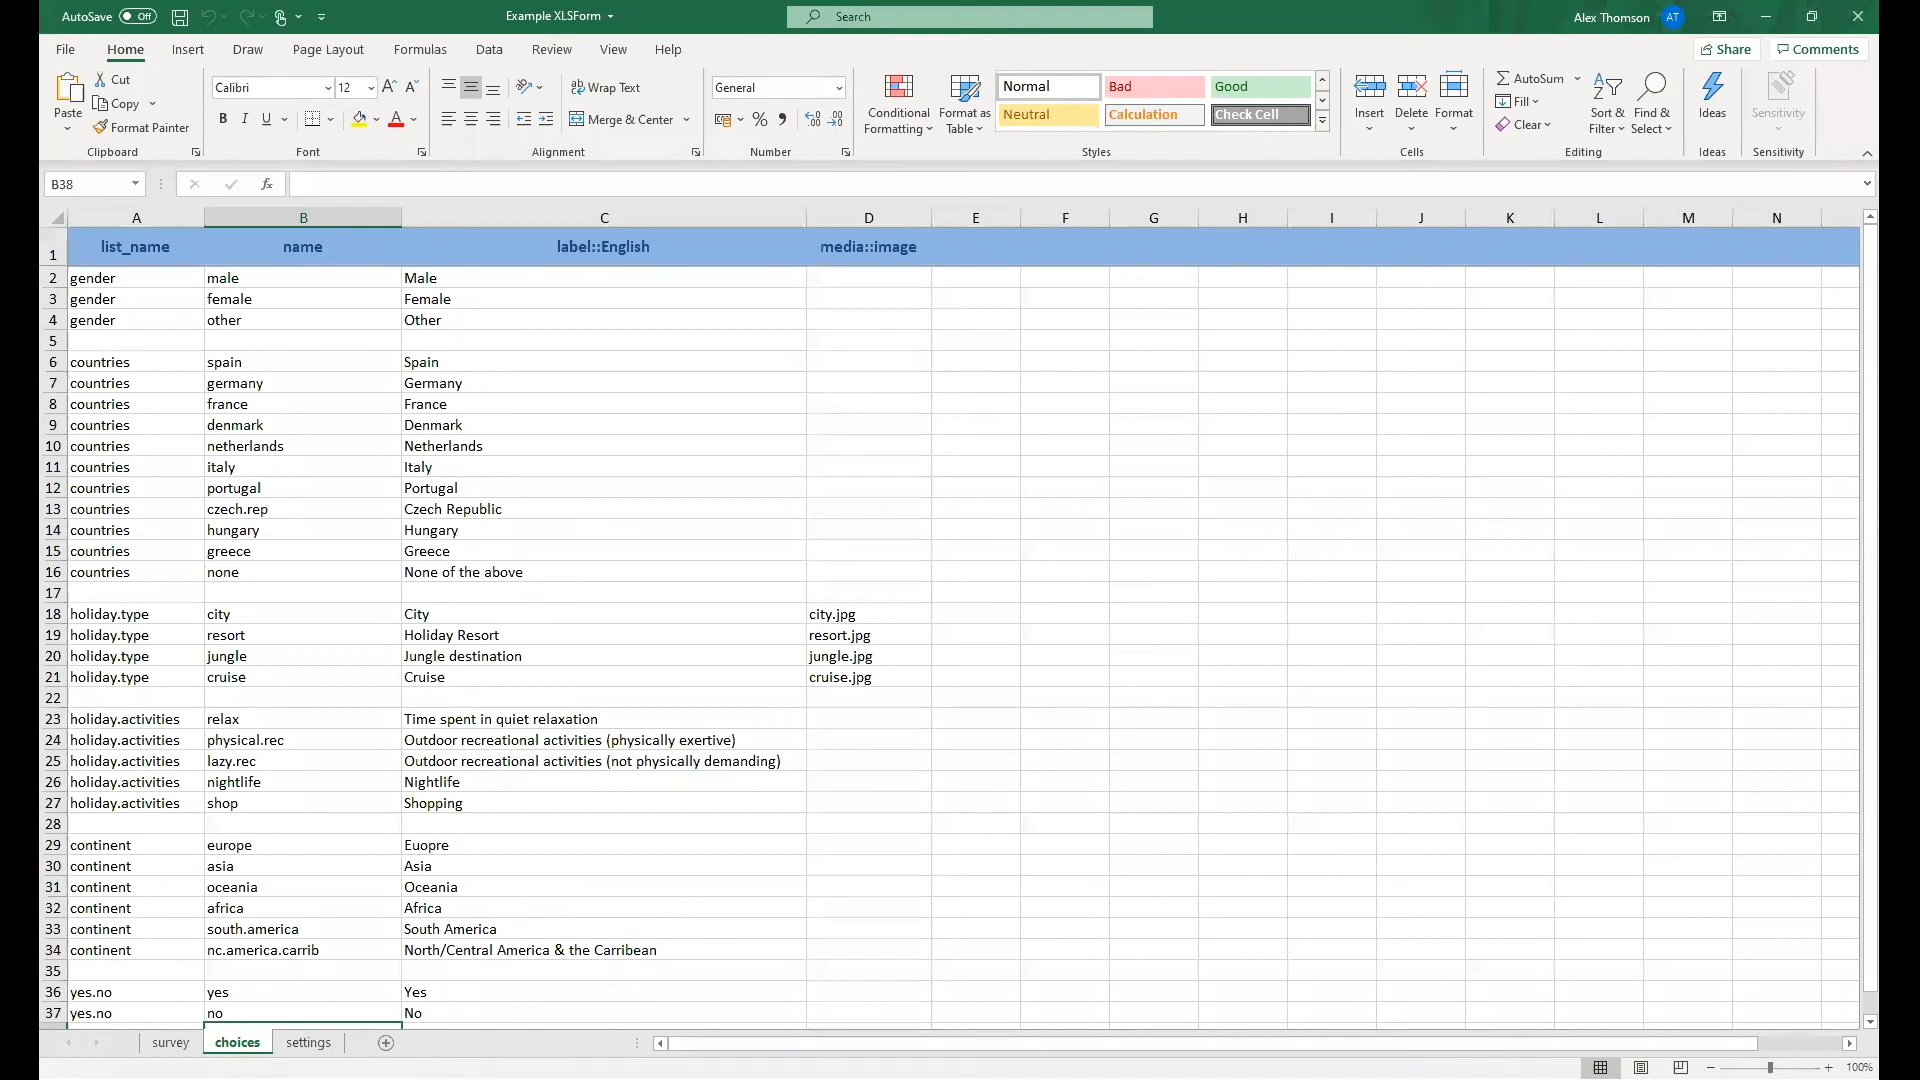 AutoSave Off Example XLSForm Search Alex Thomson AT
File Home Insert Draw Page Layout Formulas Data Review View Help Share Comments
Paste Cut Copy Format Painter
Clipboard
Calibri 12
B I U A
Font
Wrap Text
Merge & Center
Alignment
General
%
Number
Conditional Formatting
Format as Table
Normal Bad Good
Neutral Calculation Check Cell
Styles
Insert Delete Format
Cells
AutoSum
Fill
Clear
Sort & Filter
Find & Select
Editing
Ideas
Ideas
Sensitivity
Sensitivity
B38 fx
A B C D E F G H I J K L M N
1 list_name name label::English media::image
2 gender male Male
3 gender female Female
4 gender other Other
5
6 countries spain Spain
7 countries germany Germany
8 countries france France
9 countries denmark Denmark
10 countries netherlands Netherlands
11 countries italy Italy
12 countries portugal Portugal
13 countries czech.rep Czech Republic
14 countries hungary Hungary
15 countries greece Greece
16 countries none None of the above
17
18 holiday.type city City city.jpg
19 holiday.type resort Holiday Resort resort.jpg
20 holiday.type jungle Jungle destination jungle.jpg
21 holiday.type cruise Cruise cruise.jpg
22
23 holiday.activities relax Time spent in quiet relaxation
24 holiday.activities physical.rec Outdoor recreational activities (physically exertive)
25 holiday.activities lazy.rec Outdoor recreational activities (not physically demanding)
26 holiday.activities nightlife Nightlife
27 holiday.activities shop Shopping
28
29 continent europe Euopre
30 continent asia Asia
31 continent oceania Oceania
32 continent africa Africa
33 continent south.america South America
34 continent nc.america.carrib North/Central America & the Carribean
35
36 yes.no yes Yes
37 yes.no no No
survey choices settings
100%